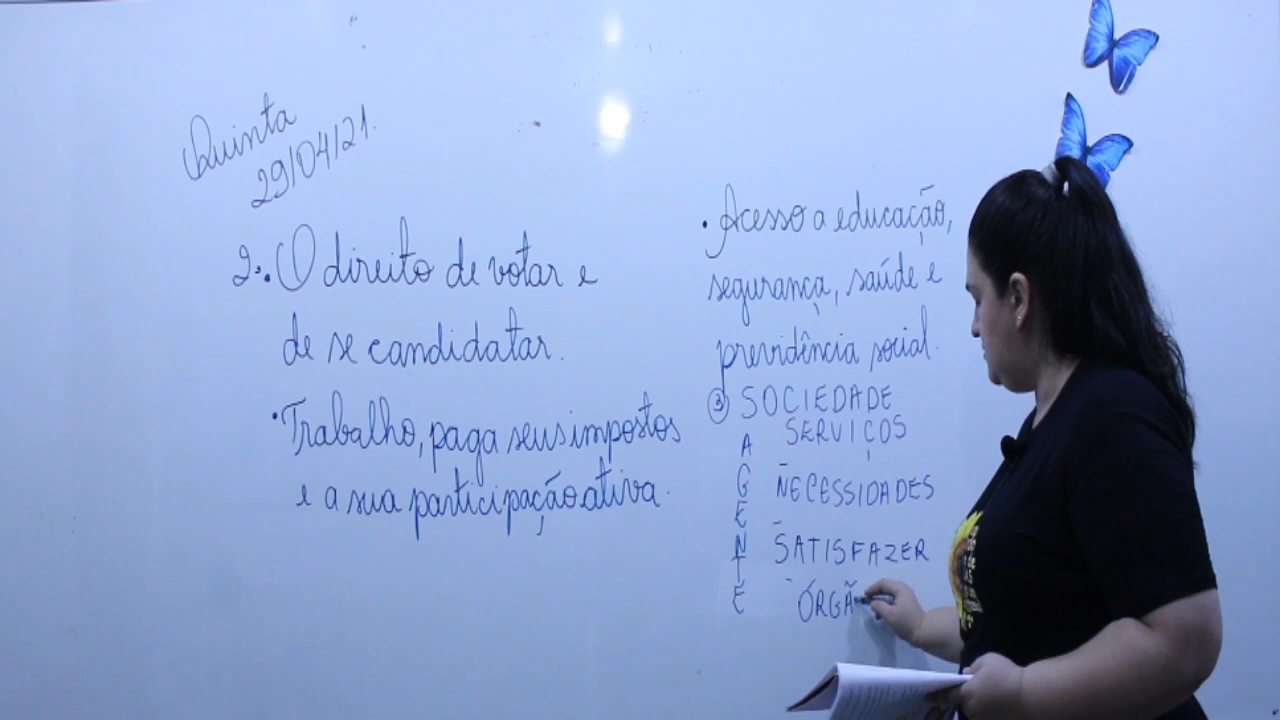 Quinta
29/04/21.
2. • O direito de votar e
de se candidatar.
• Trabalho, paga seus impostos
e a sua participação ativa.
• Acesso a educação,
segurança, saúde e
previdência social.
③ SOCIEDADE
SERVIÇOS
NECESSIDADES
SATISFAZER
ÓRGÃ
AGENTE